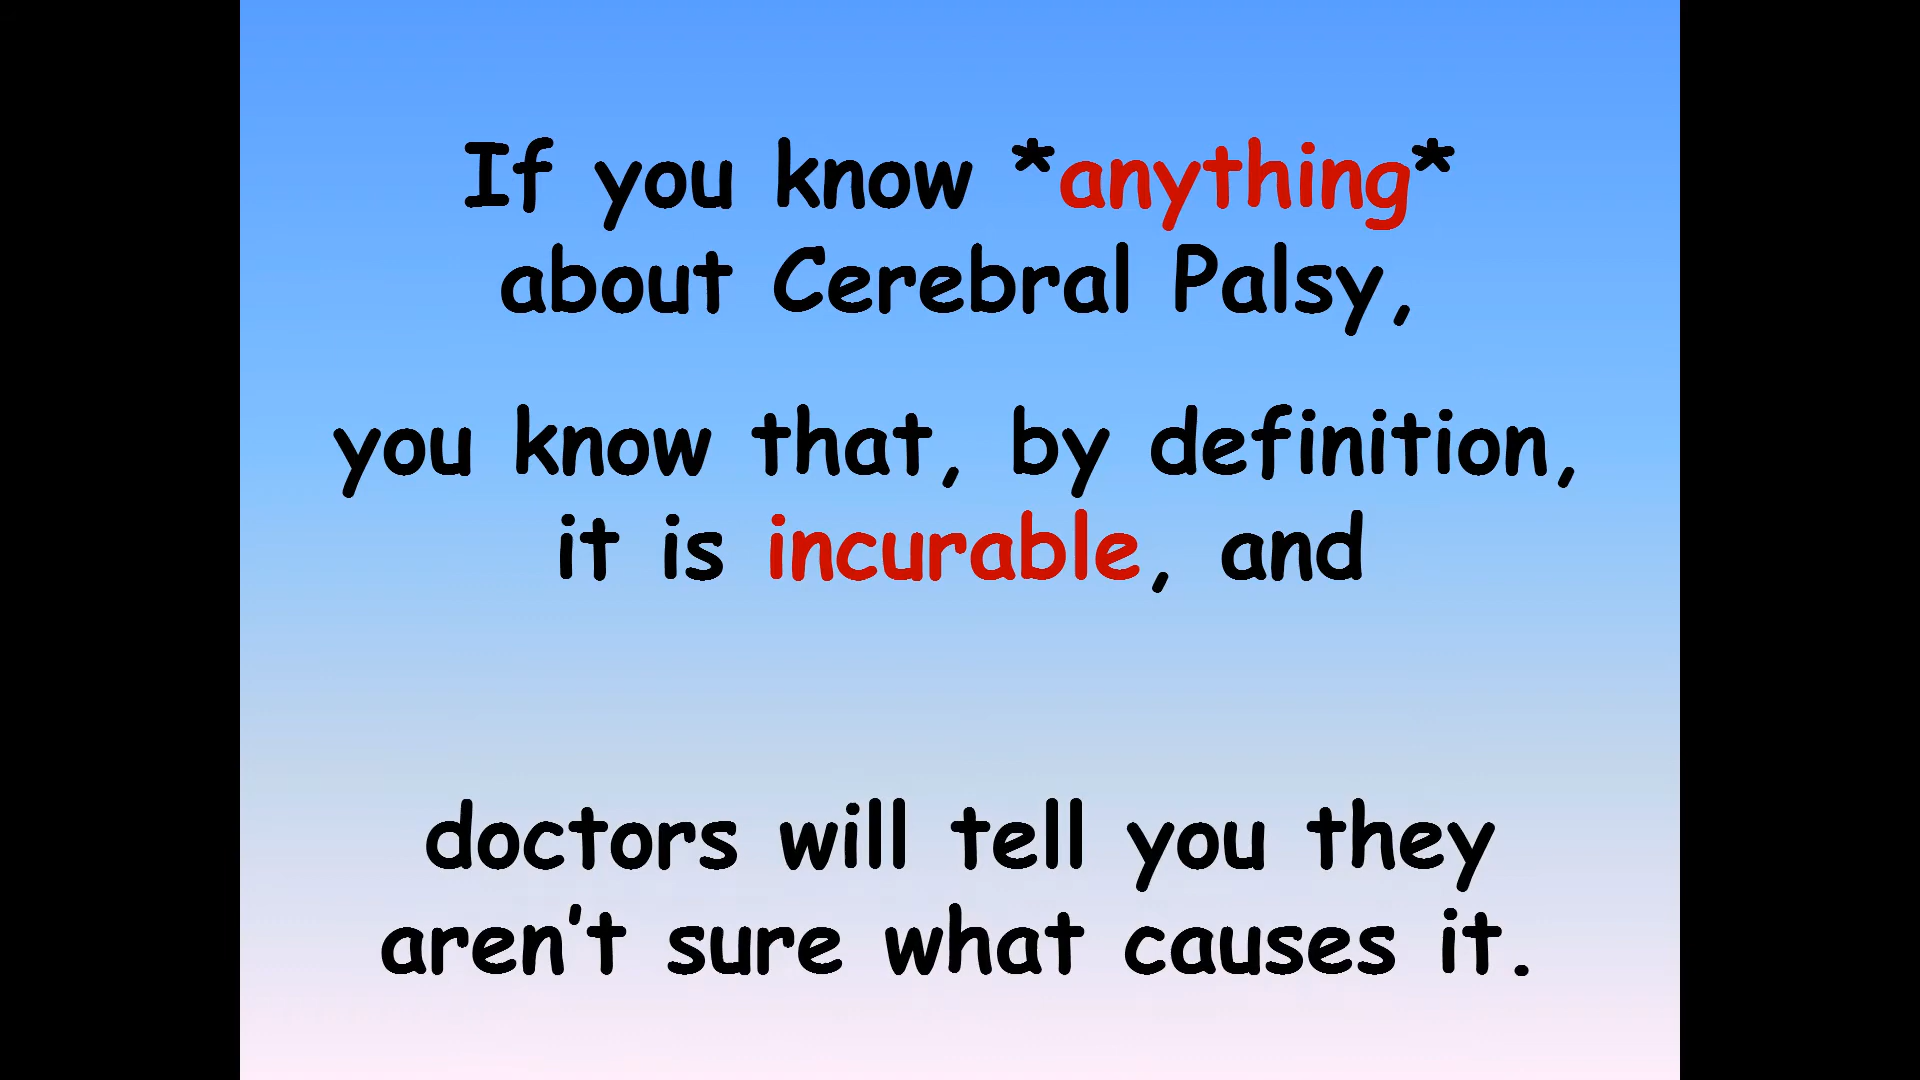 If you know *anything*
about Cerebral Palsy,
you know that, by definition,
it is incurable, and
doctors will tell you they
aren't sure what causes it.